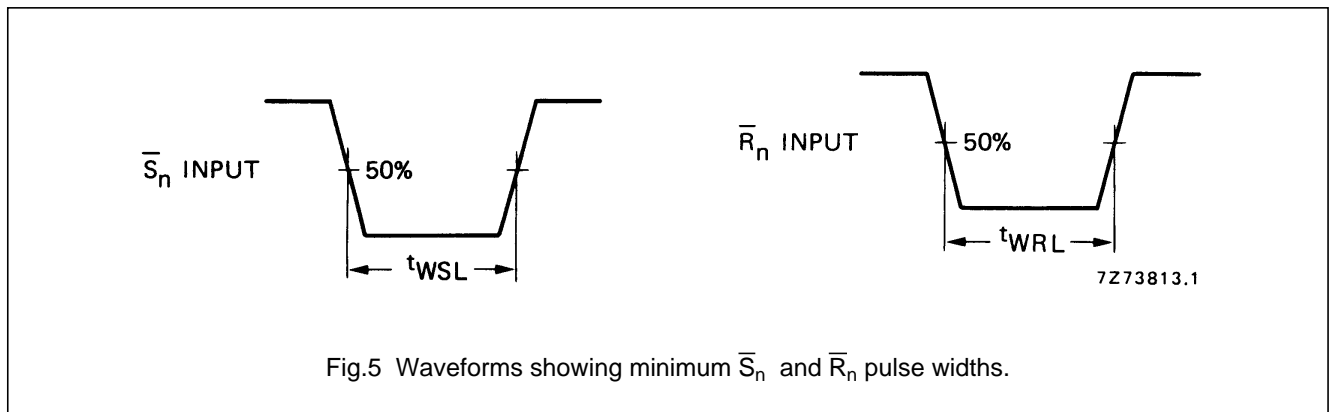 S̅n INPUT
50%
tWSL
R̅n INPUT
50%
tWRL
7Z73813.1
Fig.5 Waveforms showing minimum S̅n and R̅n pulse widths.